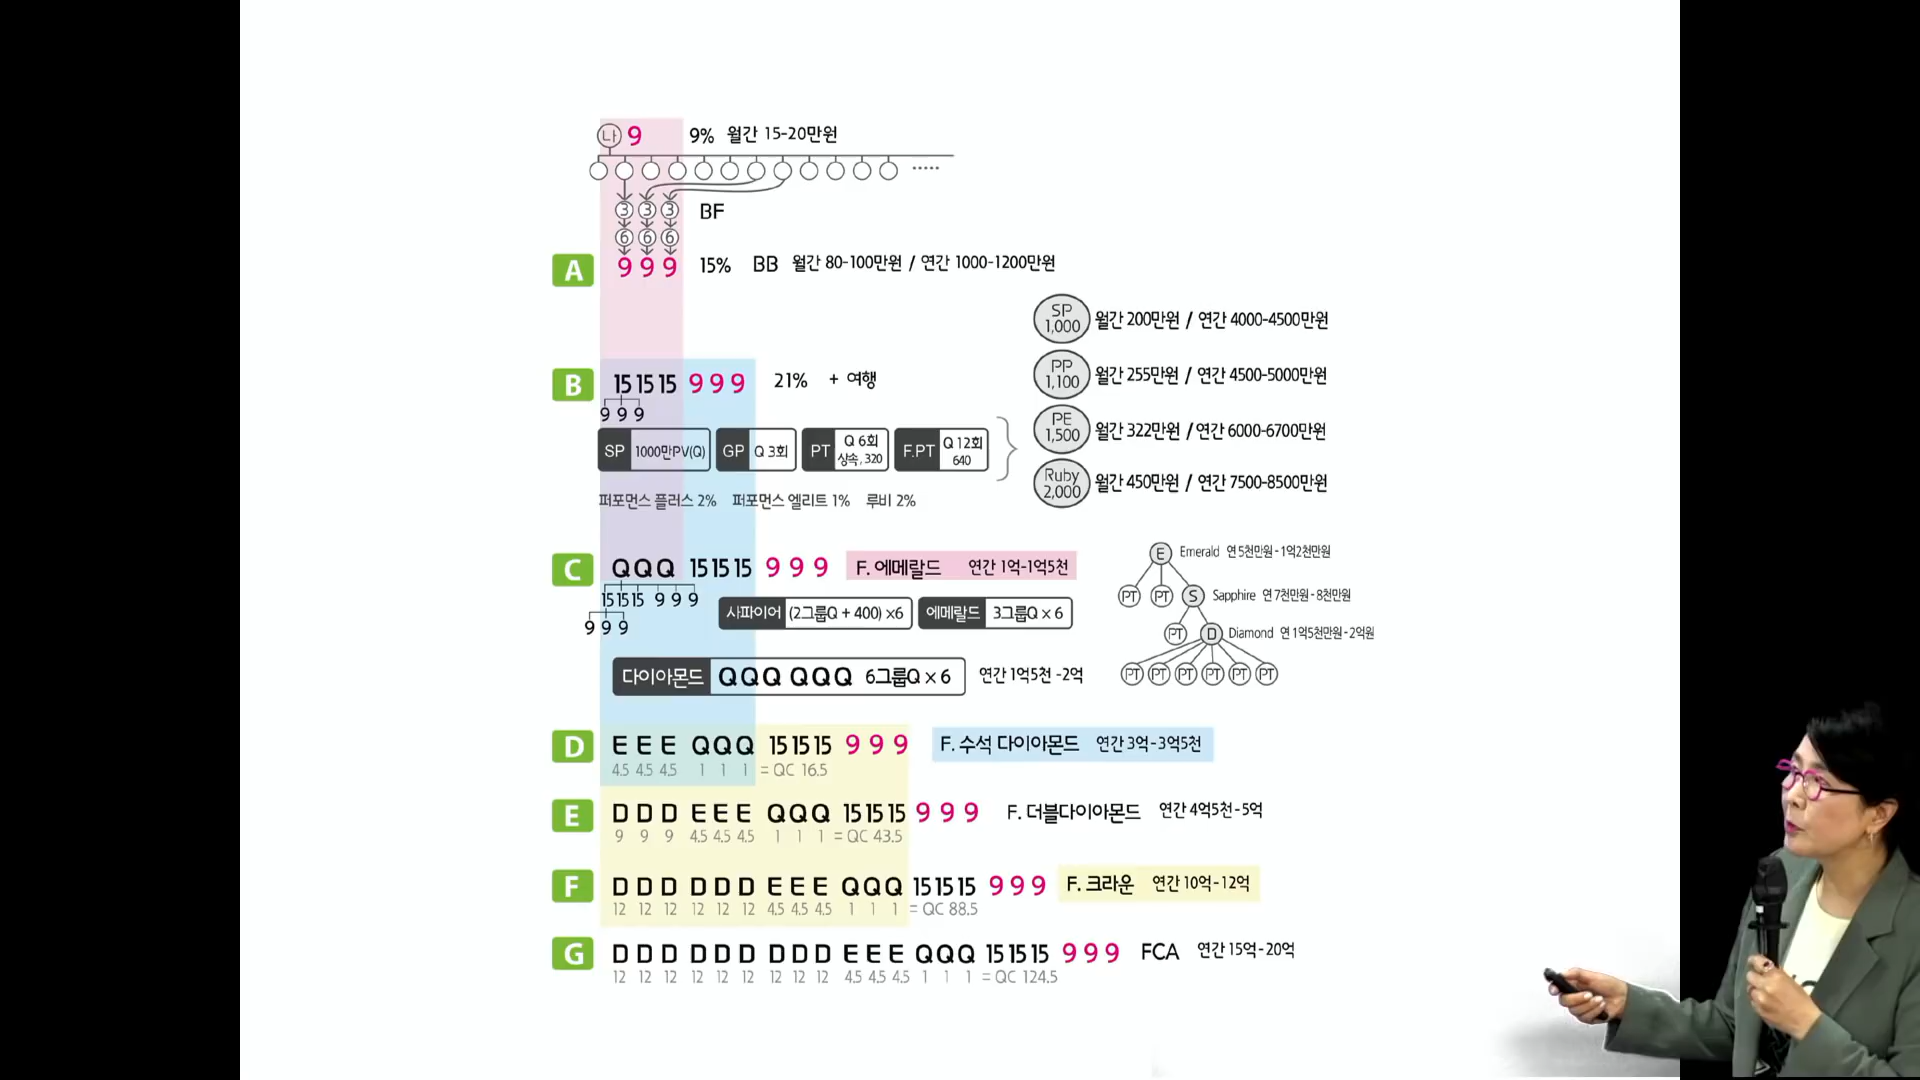 나 9 9% 월간 15-20만원
.....
3 3 3 BF
6 6 6
A 9 9 9 15% BB 월간 80-100만원 / 연간 1000-1200만원
SP 1,000 월간 200만원 / 연간 4000-4500만원
PP 1,100 월간 255만원 / 연간 4500-5000만원
PE 1,500 월간 322만원 /연간 6000-6700만원
Ruby 2,000 월간 450만원 / 연간 7500-8500만원
B 15 15 15 9 9 9 21% + 여행
9 9 9
SP 1000만PV(Q) GP Q 3회 PT Q 6회 상속, 320 F.PT Q 12회 640
퍼포먼스 플러스 2% 퍼포먼스 엘리트 1% 루비 2%
C Q Q Q 15 15 15 9 9 9 F. 에메랄드 연간 1억-1억5천
15 15 15 9 9 9
9 9 9
사파이어 (2그룹Q + 400) ×6 에메랄드 3그룹Q × 6
다이아몬드 Q Q Q Q Q Q 6그룹Q × 6 연간 1억5천 -2억
E Emerald 연 5천만원 - 1억2천만원
PT PT S Sapphire 연 7천만원 - 8천만원
PT D Diamond 연 1억5천만원 - 2억원
PT PT PT PT PT PT
D E E E Q Q Q 15 15 15 9 9 9 F. 수석 다이아몬드 연간 3억-3억5천
4.5 4.5 4.5 1 1 1 = QC 16.5
E D D D E E E Q Q Q 15 15 15 9 9 9 F. 더블다이아몬드 연간 4억5천-5억
9 9 9 4.5 4.5 4.5 1 1 1 = QC 43.5
F D D D D D D E E E Q Q Q 15 15 15 9 9 9 F. 크라운 연간 10억-12억
12 12 12 12 12 12 4.5 4.5 4.5 1 1 1 = QC 88.5
G D D D D D D D D D E E E Q Q Q 15 15 15 9 9 9 FCA 연간 15억-20억
12 12 12 12 12 12 12 12 12 4.5 4.5 4.5 1 1 1 = QC 124.5